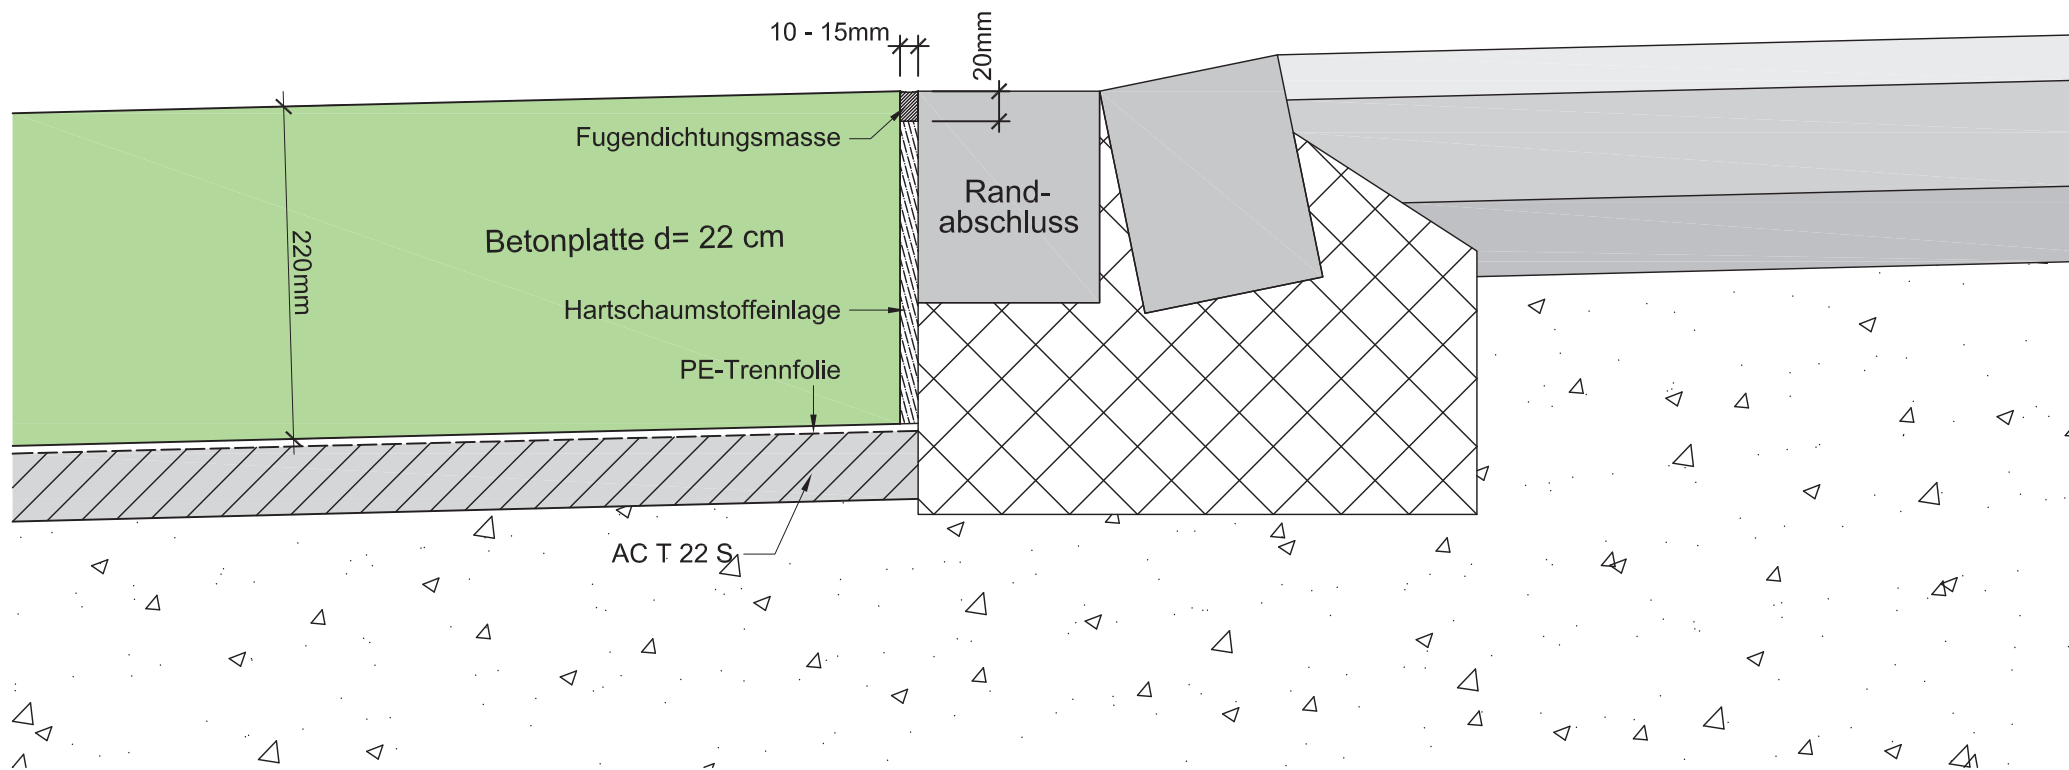 10 - 15mm
20mm
Fugendichtungsmasse
Rand-
abschluss
Betonplatte d= 22 cm
220mm
Hartschaumstoffeinlage
PE-Trennfolie
AC T 22 S